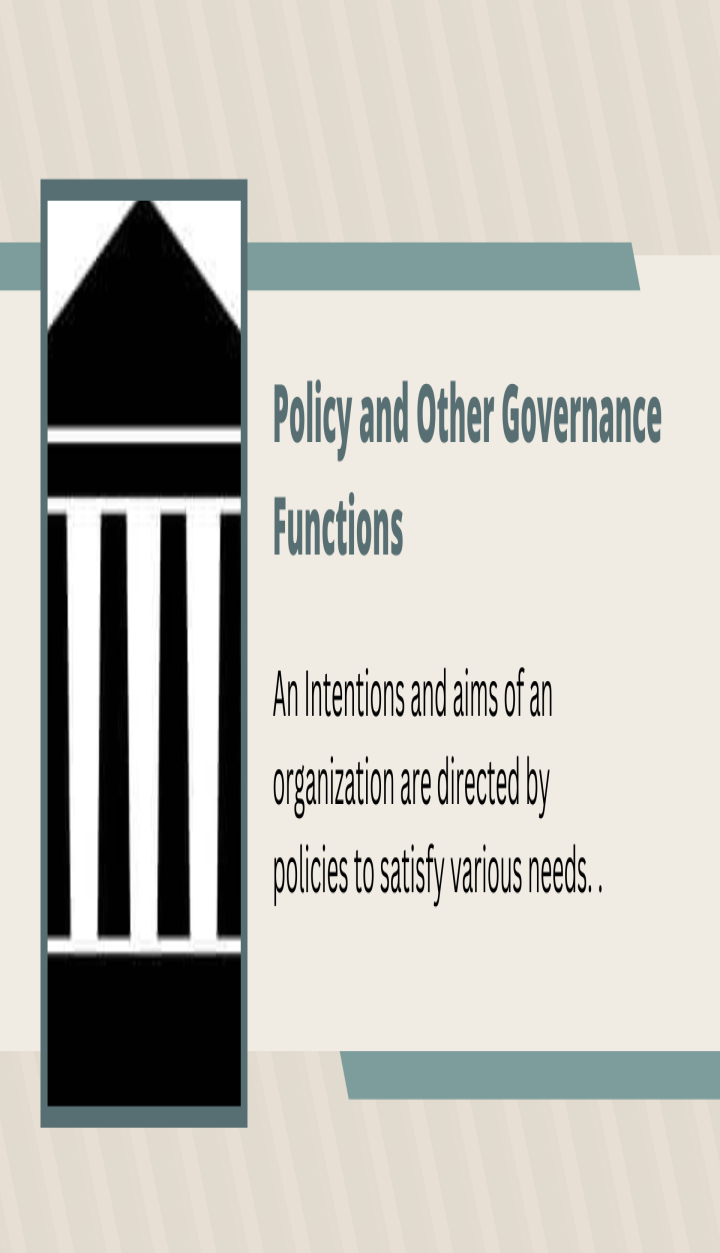 Policy and Other Governance
Functions
An Intentions and aims of an
organization are directed by
policies to satisfy various needs. .